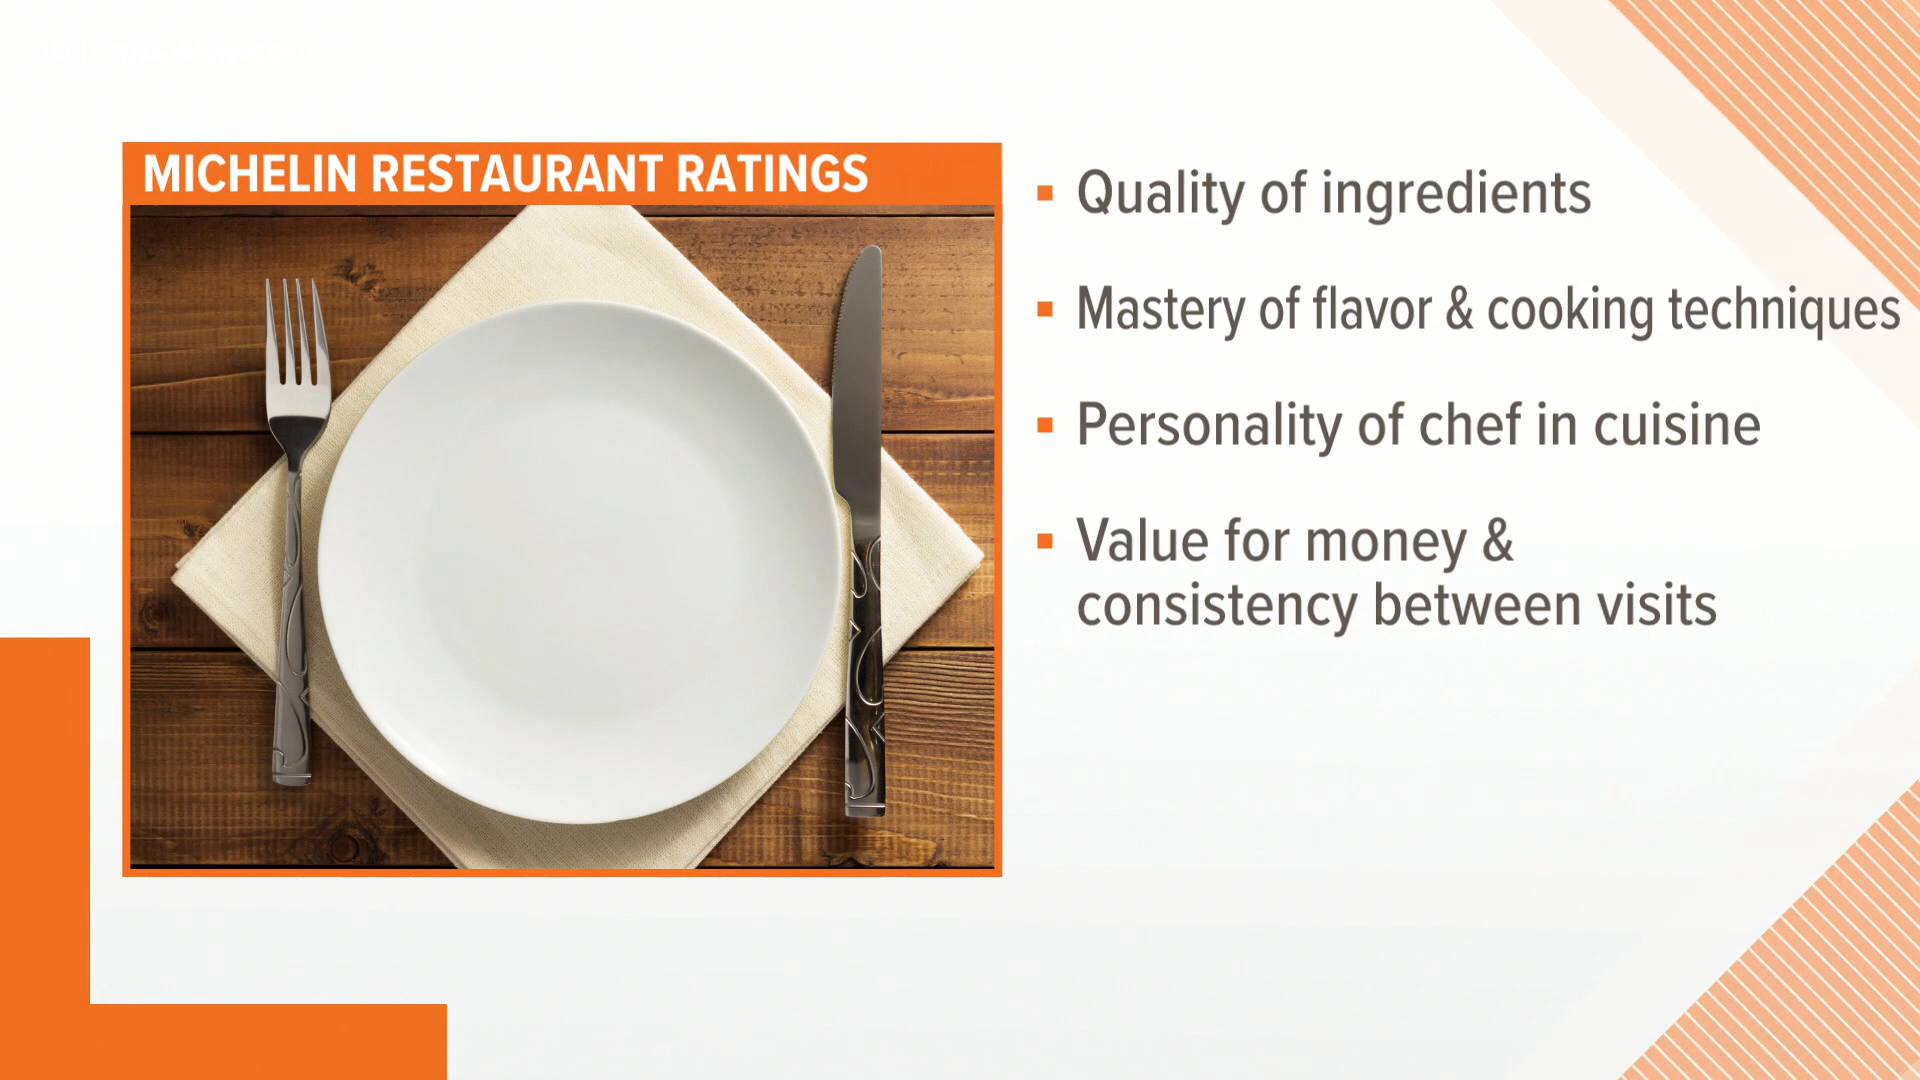 MICHELIN RESTAURANT RATINGS
Quality of ingredients
Mastery of flavor & cooking techniques
Personality of chef in cuisine
Value for money &
consistency between visits